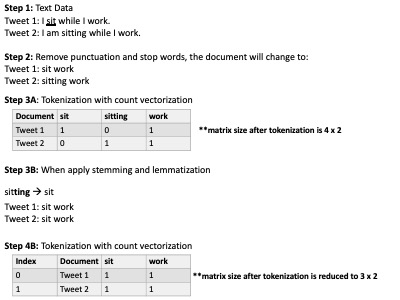 Step 1: Text Data
Tweet 1: I sit while I work.
Tweet 2: I am sitting while I work.
Step 2: Remove punctuation and stop words, the document will change to:
Tweet 1: sit work
Tweet 2: sitting work
Step 3A: Tokenization with count vectorization
Document sit sitting work
Tweet 1 1 0 1 **matrix size after tokenization is 4 x 2
Tweet 2 0 1 1
Step 3B: When apply stemming and lemmatization
sitting → sit
Tweet 1: sit work
Tweet 2: sit work
Step 4B: Tokenization with count vectorization
Index Document sit work
0 Tweet 1 1 1 **matrix size after tokenization is reduced to 3 x 2
1 Tweet 2 1 1